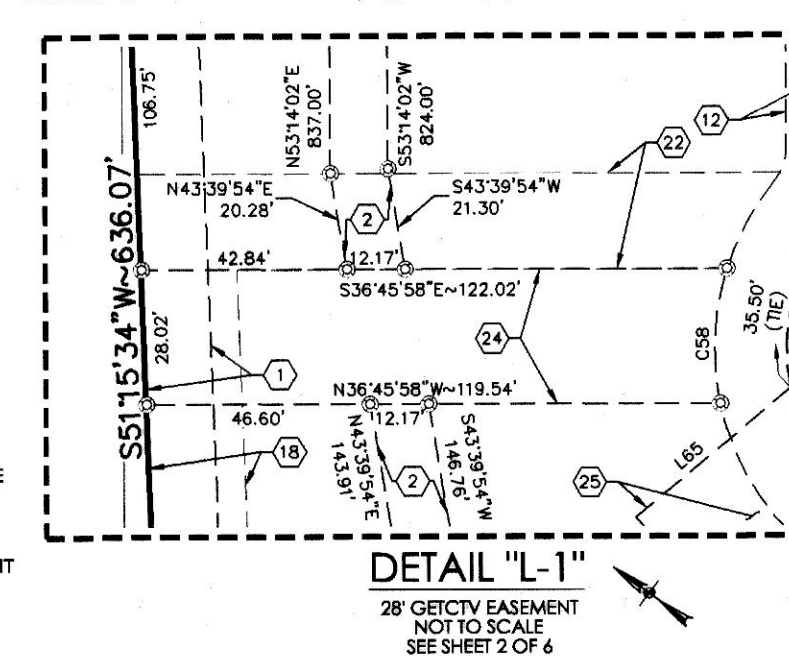 106.75'
N53°14'02"E
837.00'
S53°14'02"W
824.00'
12
22
N43°39'54"E
20.28'
2
S43°39'54"W
21.30'
S51°15'34"W~636.07'
42.84'
12.17'
S36°45'58"E~122.02'
28.02'
24
C58
35.50'
(TIE)
1
N36°45'58"W~119.54'
46.60'
12.17'
18
N43°39'54"E
143.91'
2
S43°39'54"W
146.76'
L65
25
E
NT
DETAIL "L-1"
28' GETCTV EASEMENT
NOT TO SCALE
SEE SHEET 2 OF 6